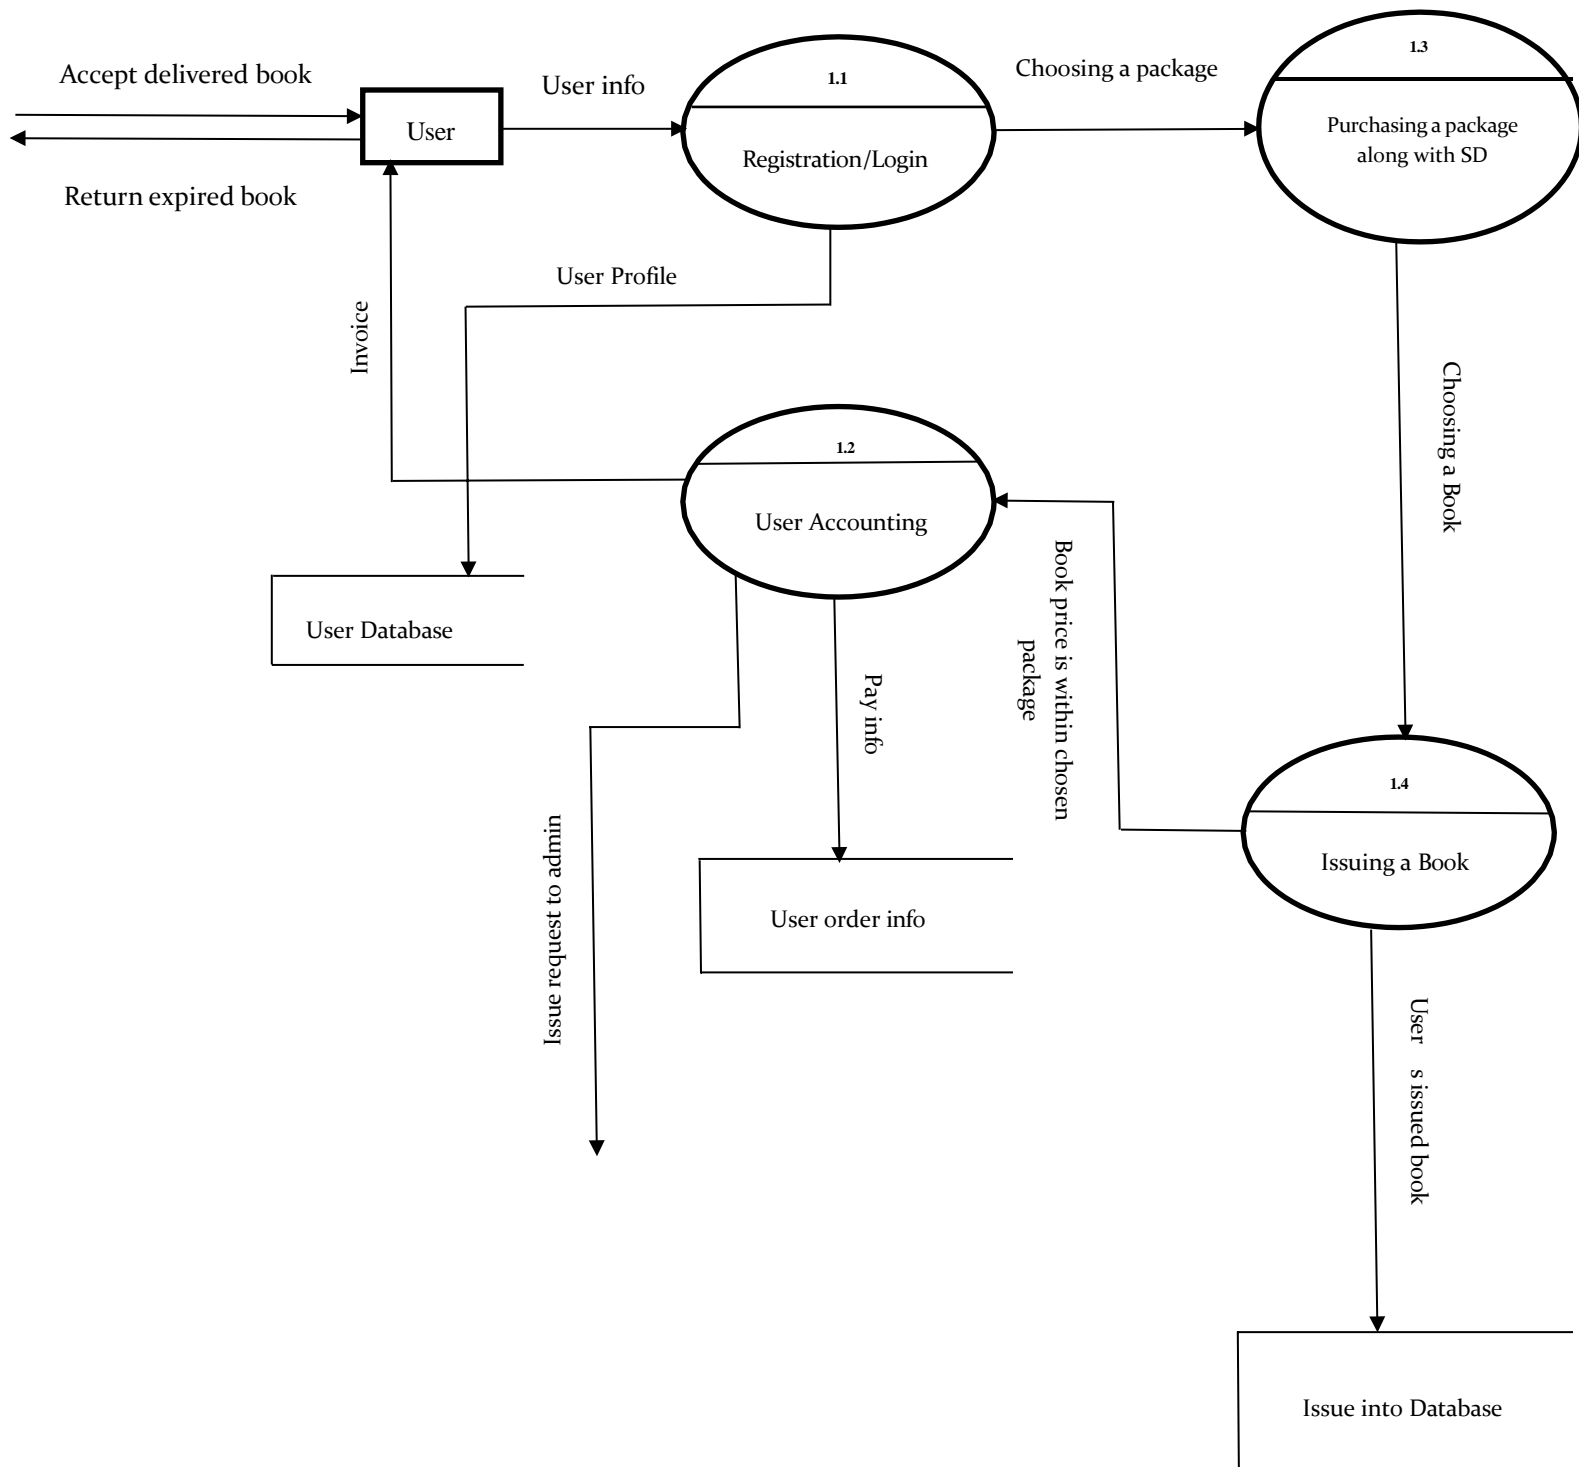 1.3
Accept delivered book
User info
1.1
Choosing a package
User
Registration/Login
Purchasing a package
along with SD
Return expired book
User Profile
Invoice
Choosing a Book
1.2
User Accounting
Book price is within chosen
package
User Database
Pay info
1.4
Issuing a Book
Issue request to admin
User order info
User s issued book
Issue into Database